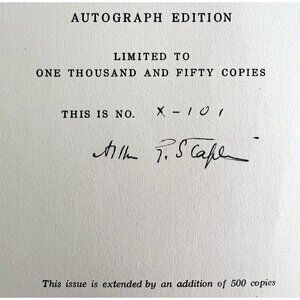 AUTOGRAPH EDITION
LIMITED TO
ONE THOUSAND AND FIFTY COPIES
THIS IS NO. X-101
This issue is extended by an addition of 500 copies